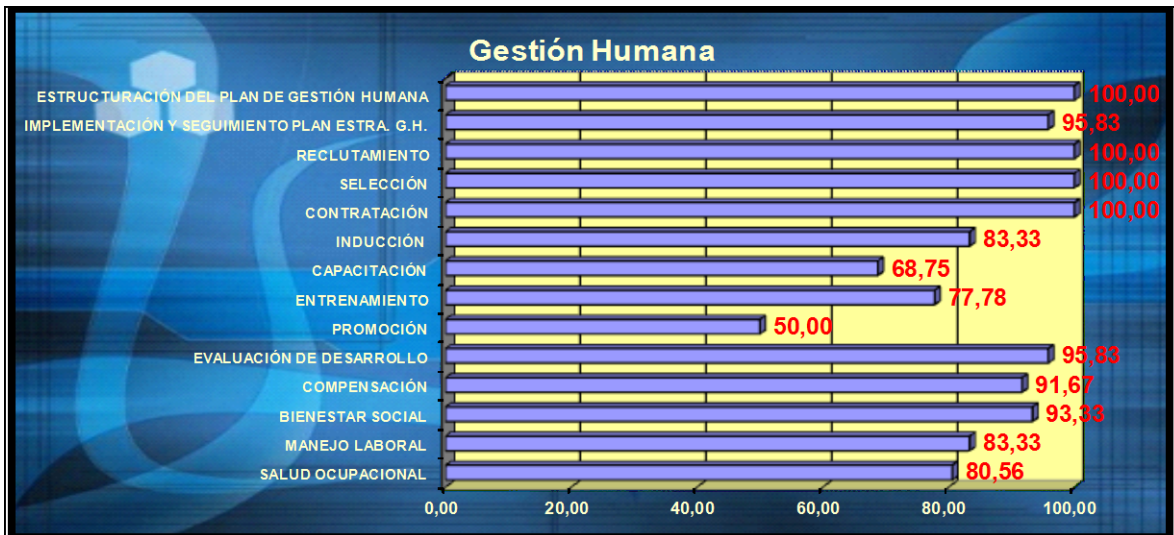 Gestión Humana
ESTRUCTURACIÓN DEL PLAN DE GESTIÓN HUMANA 100,00
IMPLEMENTACIÓN Y SEGUIMIENTO PLAN ESTRA. G.H. 95,83
RECLUTAMIENTO 100,00
SELECCIÓN 100,00
CONTRATACIÓN 100,00
INDUCCIÓN 83,33
CAPACITACIÓN 68,75
ENTRENAMIENTO 77,78
PROMOCIÓN 50,00
EVALUACIÓN DE DESARROLLO 95,83
COMPENSACIÓN 91,67
BIENESTAR SOCIAL 93,33
MANEJO LABORAL 83,33
SALUD OCUPACIONAL 80,56
0,00 20,00 40,00 60,00 80,00 100,00